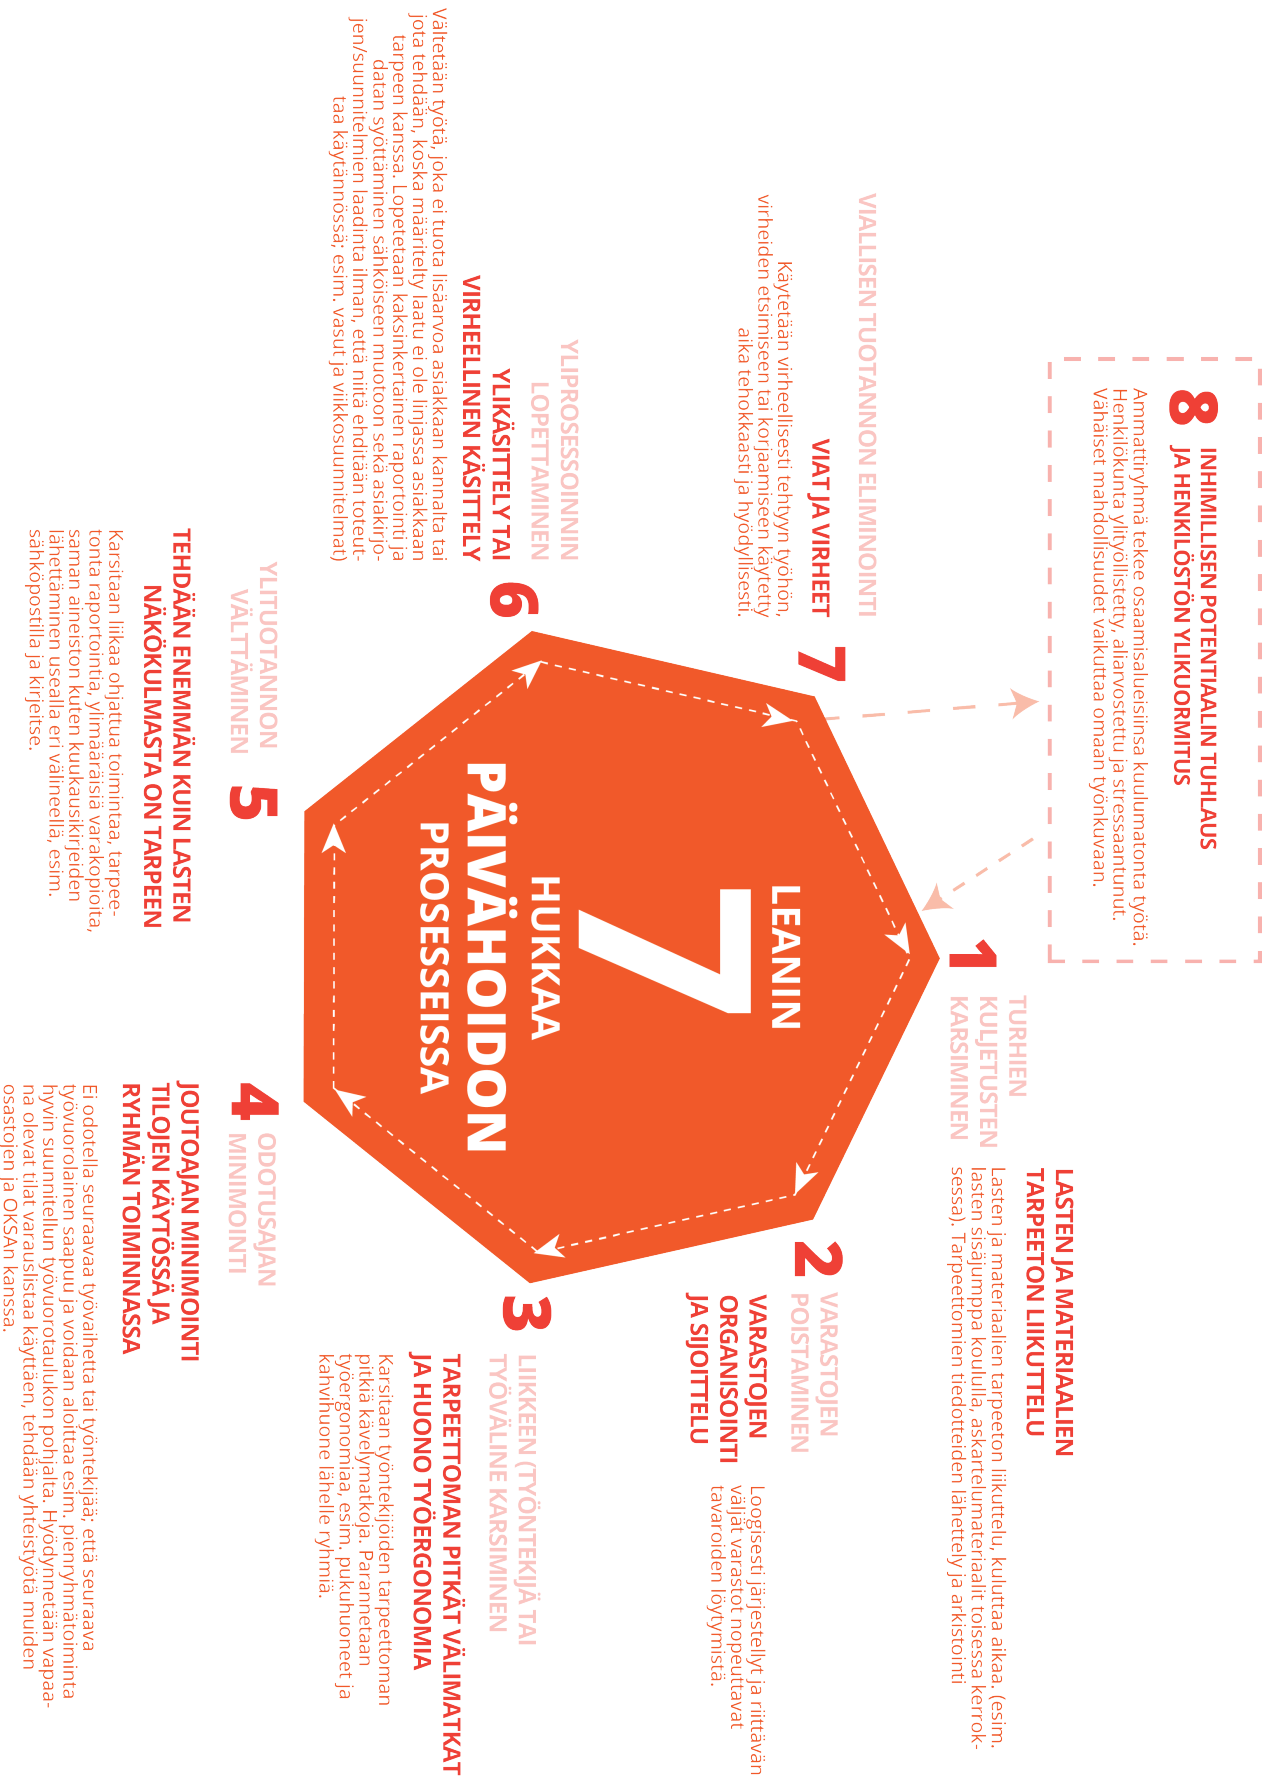 8
INHIMILLISEN POTENTIAALIN TUHLAUS
JA HENKILÖSTÖN YLIKUORMITUS
Ammattiryhmä tekee osaamisalueisiinsa kuulumatonta työtä.
Henkilökunta ylityöllistetty, aliarvostettu ja stressaantunut.
Vähäiset mahdollisuudet vaikuttaa omaan työnkuvaan.
LEANIN
7
HUKKAA
PÄIVÄHOIDON
PROSESSEISSA
1
TURHIEN
KULJETUSTEN
KARSIMINEN
LASTEN JA MATERIAALIEN
TARPEETON LIIKUTTELU
Lasten ja materiaalien tarpeeton liikuttelu, kuluttaa aikaa. (esim.
lasten sisäjumppa koululla, askartelumateriaalit toisessa kerrok-
sessa). Tarpeettomien tiedotteiden lähettely ja arkistointi
2
VARASTOJEN
POISTAMINEN
VARASTOJEN
ORGANISOINTI
JA SIJOITTELU
Loogisesti järjestellyt ja riittävän
väljät varastot nopeuttavat
tavaroiden löytymistä.
3
LIIKKEEN (TYÖNTEKIJÄ TAI
TYÖVÄLINE KARSIMINEN
TARPEETTOMAN PITKÄT VÄLIMATKAT
JA HUONO TYÖERGONOMIA
Karsitaan työntekijöiden tarpeettoman
pitkiä kävelymatkoja. Parannetaan
työergonomiaa, esim. pukuhuoneet ja
kahvihuone lähelle ryhmiä.
4
ODOTUSAJAN
MINIMOINTI
JOUTOAJAN MINIMOINTI
TILOJEN KÄYTÖSSÄ JA
RYHMÄN TOIMINNASSA
Ei odotella seuraavaa työvaihetta tai työntekijää; että seuraava
työvuorolainen saapuu ja voidaan aloittaa esim. pienryhmätoiminta
hyvin suunnitellun työvuorotaulukon pohjalta. Hyödynnetään vapaa-
na olevat tilat varauslistaa käyttäen, tehdään yhteistyötä muiden
osastojen ja OKSAn kanssa.
5
YLITUOTANNON
VÄLTTÄMINEN
TEHDÄÄN ENEMMÄN KUIN LASTEN
NÄKÖKULMASTA ON TARPEEN
Karsitaan liikaa ohjattua toimintaa, tarpee-
tonta raportointia, ylimääräisiä varakopioita,
saman aineiston kuten kuukausikirjeiden
lähettäminen usealla eri välineellä, esim.
sähköpostilla ja kirjeitse.
6
YLIPROSESSOINNIN
LOPETTAMINEN
YLIKÄSITTELY TAI
VIRHEELLINEN KÄSITTELY
Vältetään työtä, joka ei tuota lisäarvoa asiakkaan kannalta tai
jota tehdään, koska määritelty laatu ei ole linjassa asiakkaan
tarpeen kanssa. Lopetetaan kaksinkertainen raportointi ja
datan syöttäminen sähköiseen muotoon sekä asiakirjo-
jen/suunnitelmien laadinta ilman, että niitä ehditään toteut-
taa käytännössä; esim. vasut ja viikkosuunnitelmat)
7
VIALLISEN TUOTANNON ELIMINOINTI
VIAT JA VIRHEET
Käytetään virheellisesti tehtyyn työhön,
virheiden etsimiseen tai korjaamiseen käytetty
aika tehokkaasti ja hyödyllisesti.